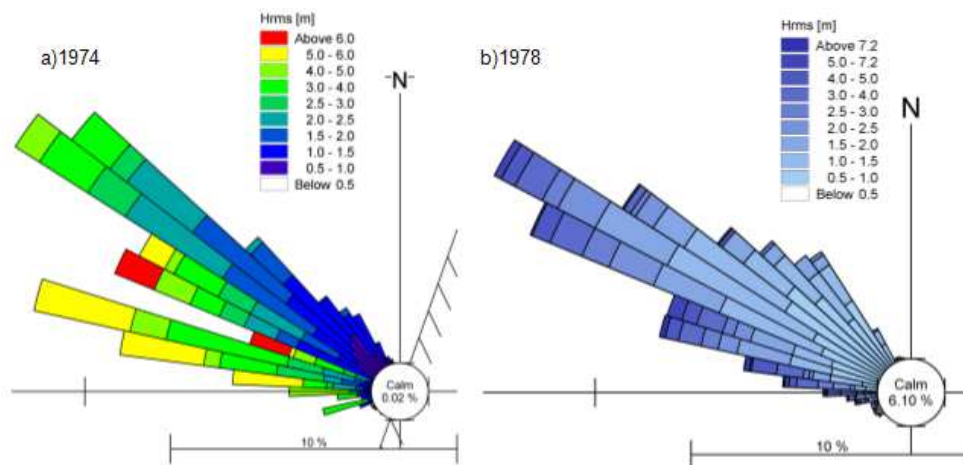 a)1974
Hrms [m]
Above 6.0
5.0 - 6.0
4.0 - 5.0
3.0 - 4.0
2.5 - 3.0
2.0 - 2.5
1.5 - 2.0
1.0 - 1.5
0.5 - 1.0
Below 0.5
N
Calm
0.02 %
10 %
b)1978
Hrms [m]
Above 7.2
5.0 - 7.2
4.0 - 5.0
3.0 - 4.0
2.5 - 3.0
2.0 - 2.5
1.5 - 2.0
1.0 - 1.5
0.5 - 1.0
Below 0.5
N
Calm
6.10 %
10 %